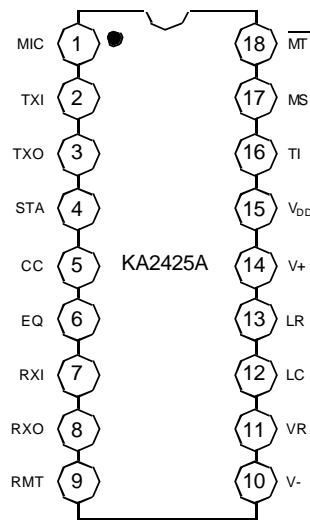 MIC 1 18 M̅T̅
TXI 2 17 MS
TXO 3 16 TI
STA 4 15 VDD
CC 5 KA2425A 14 V+
EQ 6 13 LR
RXI 7 12 LC
RXO 8 11 VR
RMT 9 10 V-